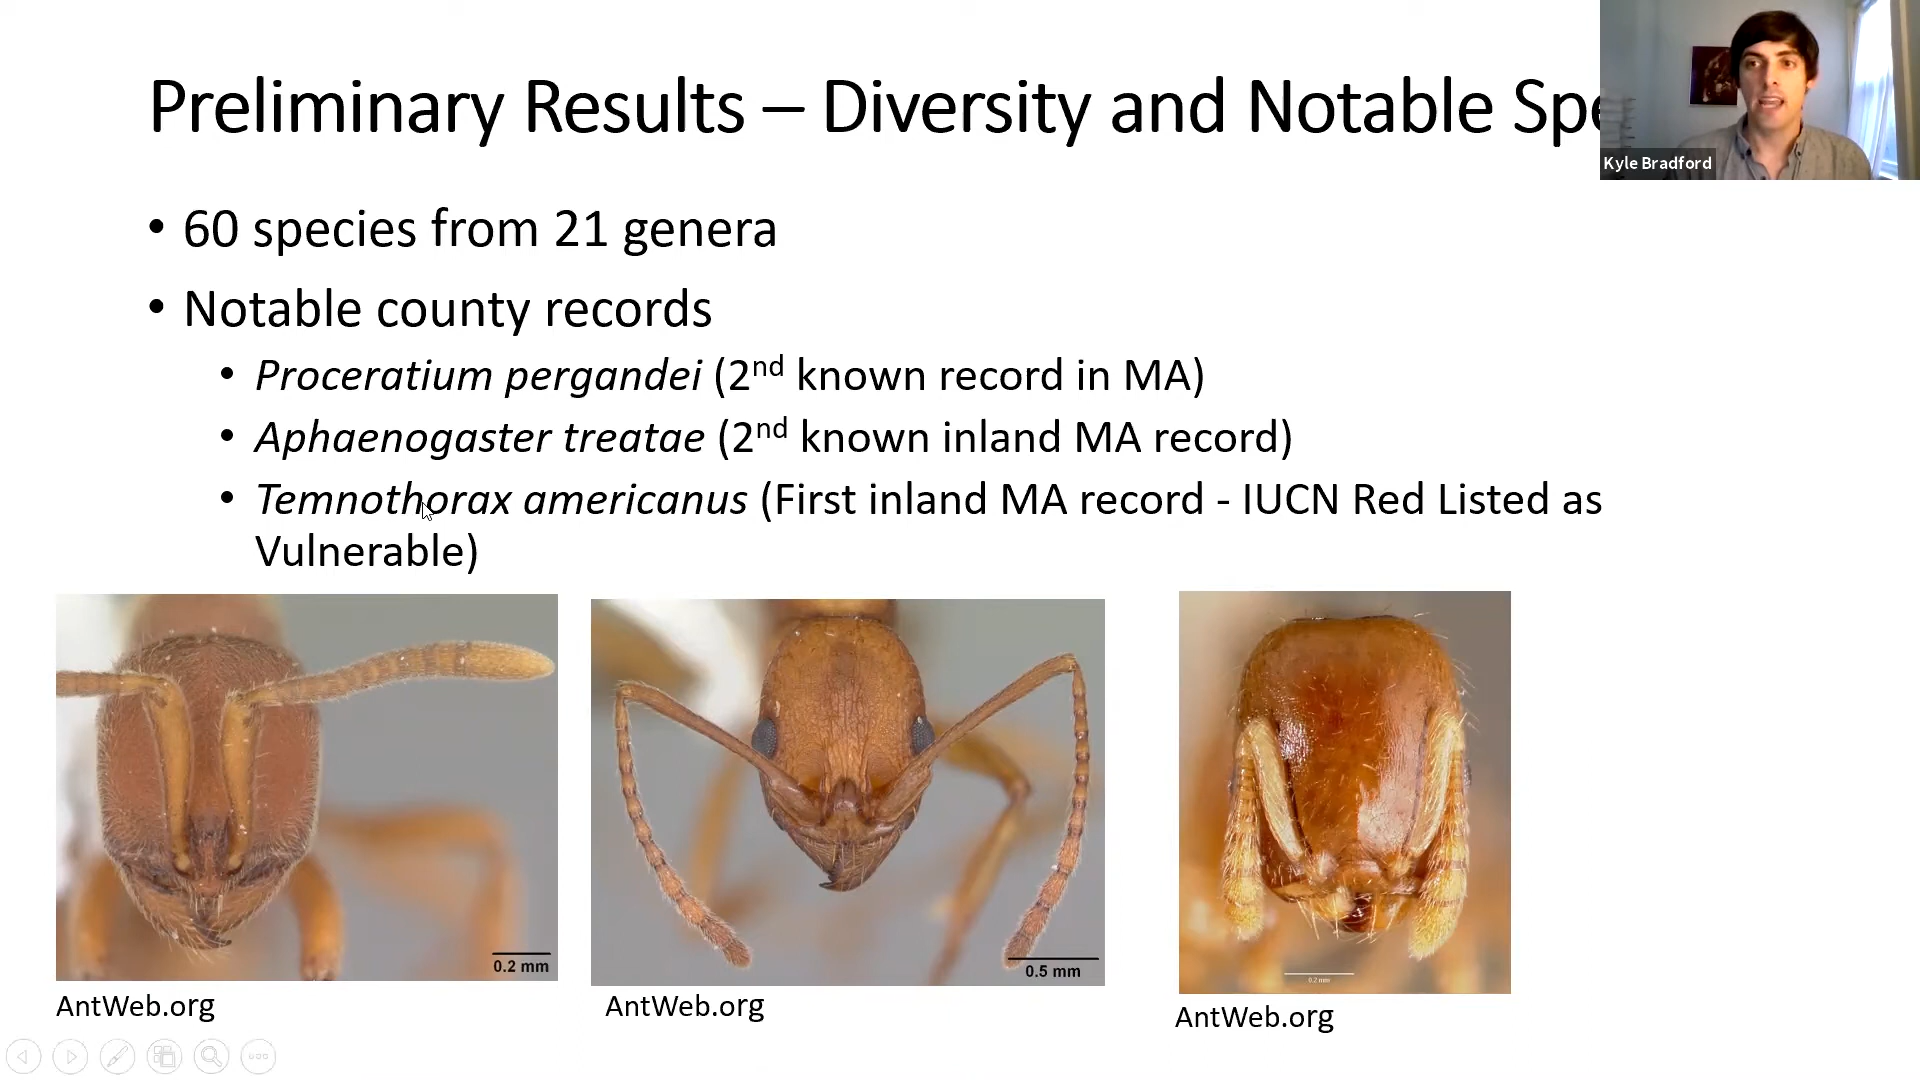 Preliminary Results – Diversity and Notable Spe
Kyle Bradford
• 60 species from 21 genera
• Notable county records
• Proceratium pergandei (2nd known record in MA)
• Aphaenogaster treatae (2nd known inland MA record)
• Temnothorax americanus (First inland MA record - IUCN Red Listed as
Vulnerable)
0.2 mm
0.5 mm
0.2 mm
AntWeb.org
AntWeb.org
AntWeb.org